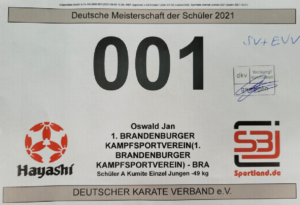 Deutsche Meisterschaft der Schüler 2021
SV+EVV
001
Oswald Jan
1. BRANDENBURGER
KAMPFSPORTVEREIN(1.
BRANDENBURGER
KAMPFSPORTVEREIN) - BRA
Schüler A Kumite Einzel Jungen -49 kg
Hayashi
SBJ
Sportland.de
DEUTSCHER KARATE VERBAND e.V.